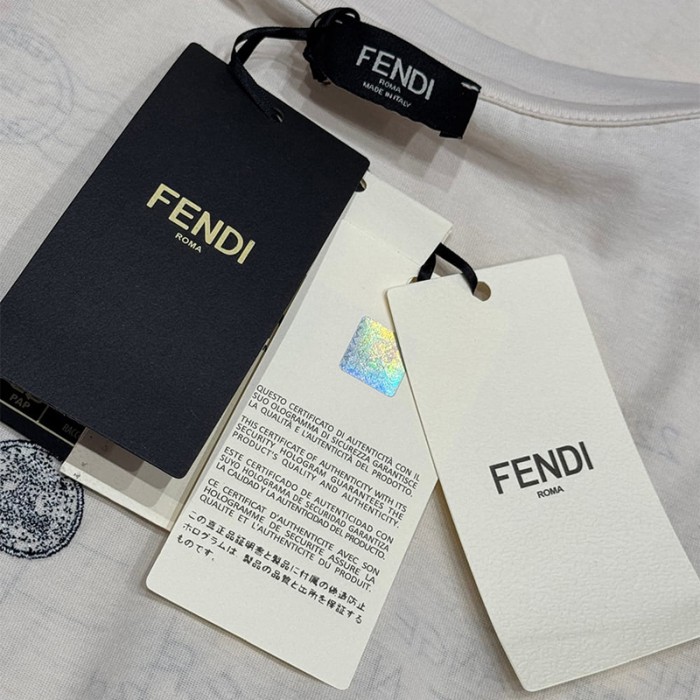 FENDI
ROMA
MADE IN ITALY
FENDI
ROMA
QUESTO CERTIFICATO DI AUTENTICITÀ CON IL
SUO OLOGRAMMA DI SICUREZZA GARANTISCE
LA QUALITÀ E L'AUTENTICITÀ DEL PRODOTTO.
THIS CERTIFICATE OF AUTHENTICITY WITH ITS
SECURITY HOLOGRAM GUARANTEES THE
PRODUCT'S QUALITY AND AUTHENTICITY.
ESTE CERTIFICADO DE AUTENTICIDAD CON
SUYO HOLOGRAMA DE SEGURIDAD GARANTIZA
LA CALIDAD Y LA AUTENTICIDAD DEL PRODUCTO.
CE CERTIFICAT D'AUTHENTICITE AVEC SON
HOLOGRAMME DE SECURITE ASSURE LA
QUALITE ET L'AUTHENTICITE DU PRODUIT.
この真正品証明書と製品に付属の偽造防止
ホログラムは 製品の品質と出所を保証する
ものです.
FENDI
ROMA
PAP